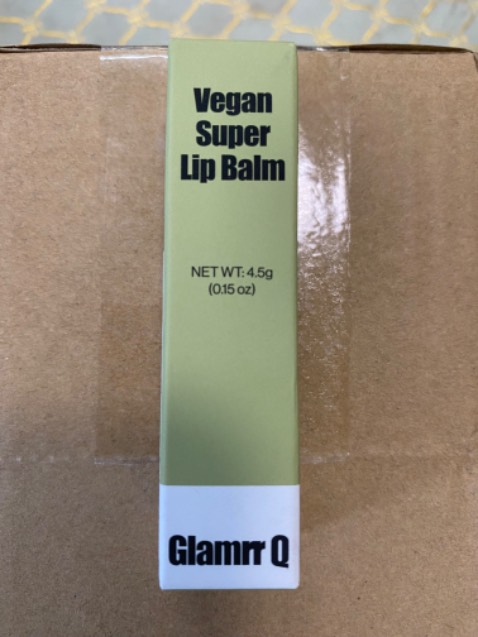 Vegan
Super
Lip Balm
NET WT: 4.5g
(0.15 oz)
Glamrr Q